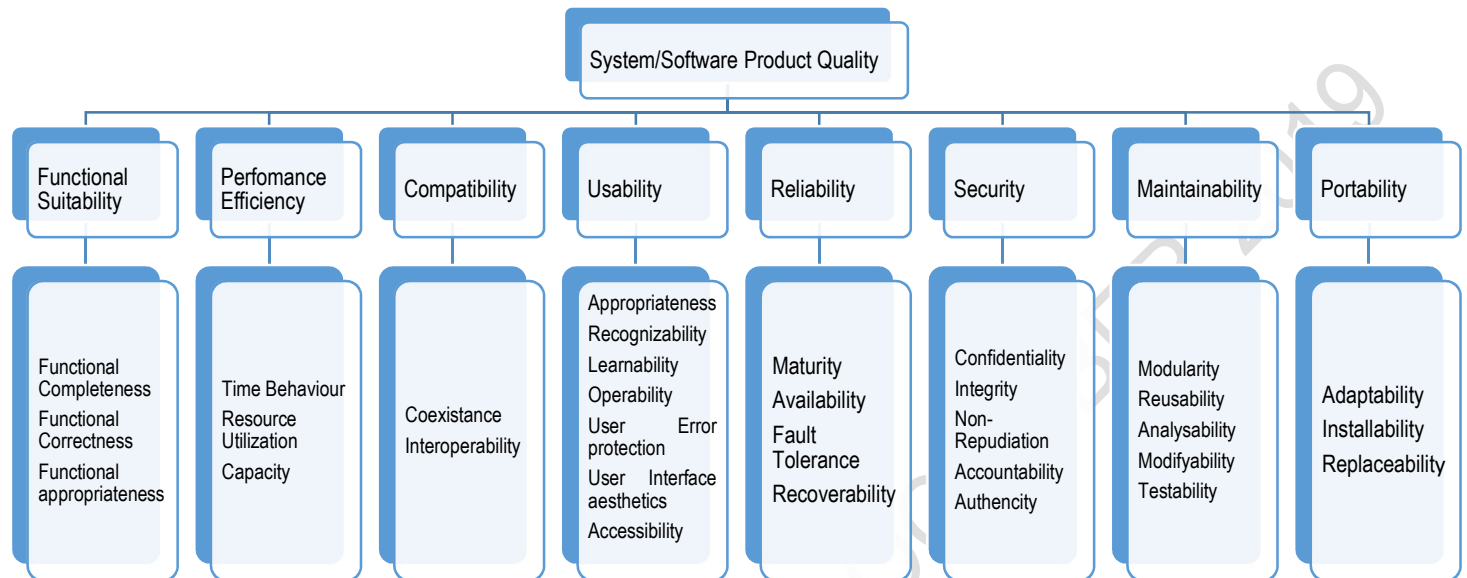 System/Software Product Quality
Functional
Suitability
Perfomance
Efficiency
Compatibility
Usability
Reliability
Security
Maintainability
Portability
Functional
Completeness
Functional
Correctness
Functional
appropriateness
Time Behaviour
Resource
Utilization
Capacity
Coexistance
Interoperability
Appropriateness
Recognizability
Learnability
Operability
User Error
protection
User Interface
aesthetics
Accessibility
Maturity
Availability
Fault
Tolerance
Recoverability
Confidentiality
Integrity
Non-
Repudiation
Accountability
Authencity
Modularity
Reusability
Analysability
Modifyability
Testability
Adaptability
Installability
Replaceability
2019